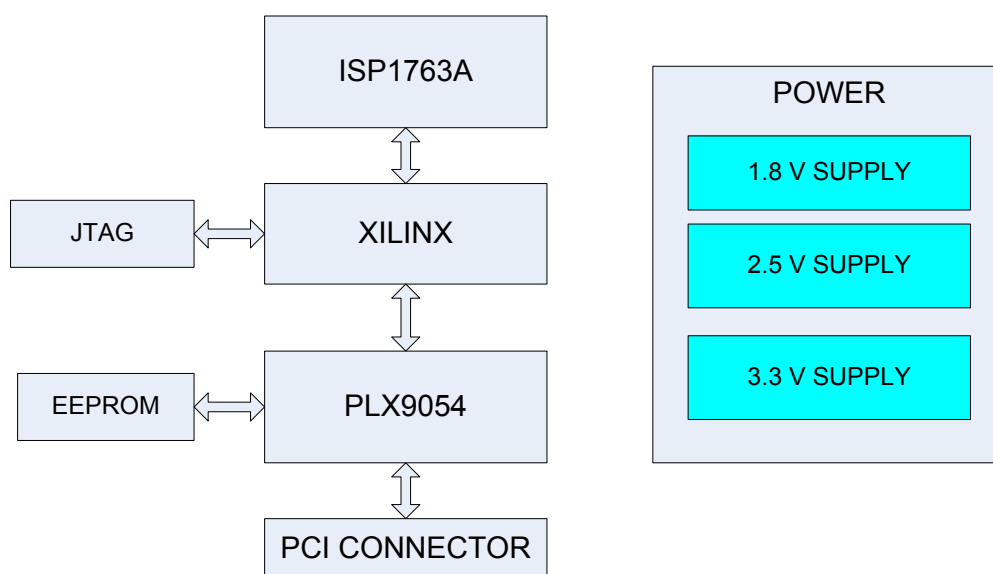 ISP1763A
POWER
1.8 V SUPPLY
JTAG
XILINX
2.5 V SUPPLY
3.3 V SUPPLY
EEPROM
PLX9054
PCI CONNECTOR